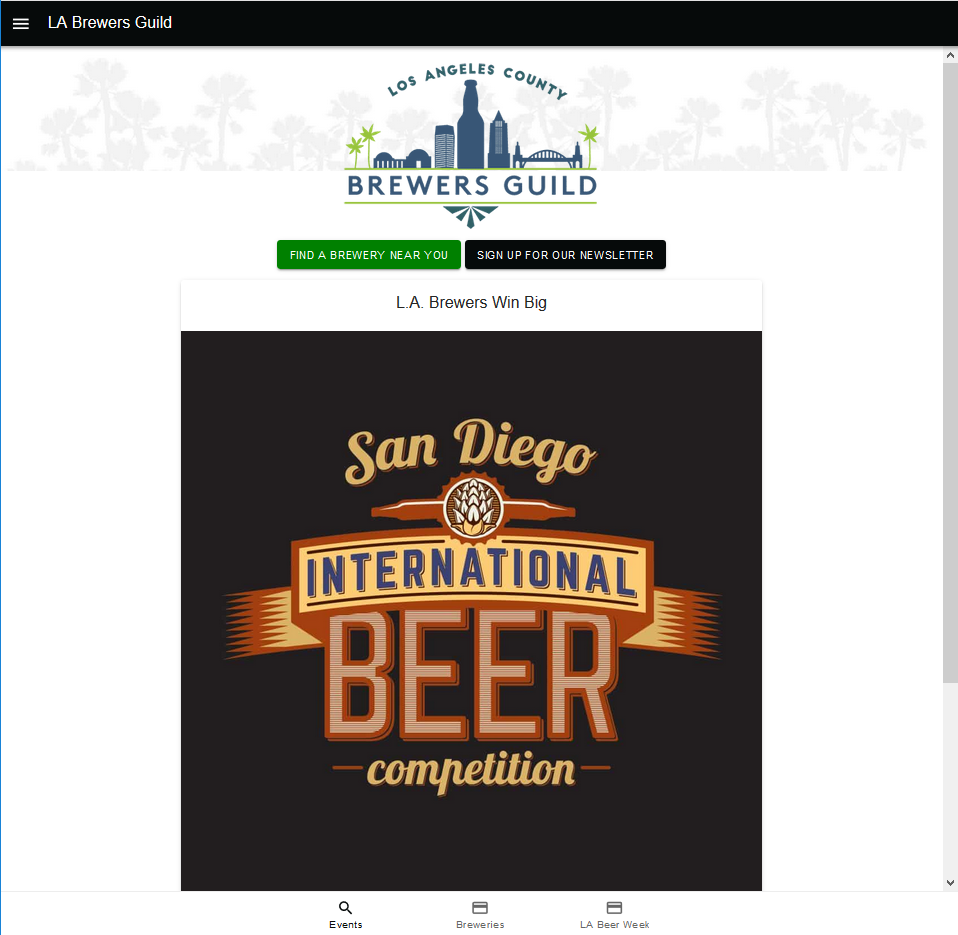 LA Brewers Guild
LOS ANGELES COUNTY
BREWERS GUILD
FIND A BREWERY NEAR YOU
SIGN UP FOR OUR NEWSLETTER
L.A. Brewers Win Big
San Diego
INTERNATIONAL
BEER
competition
Events
Breweries
LA Beer Week